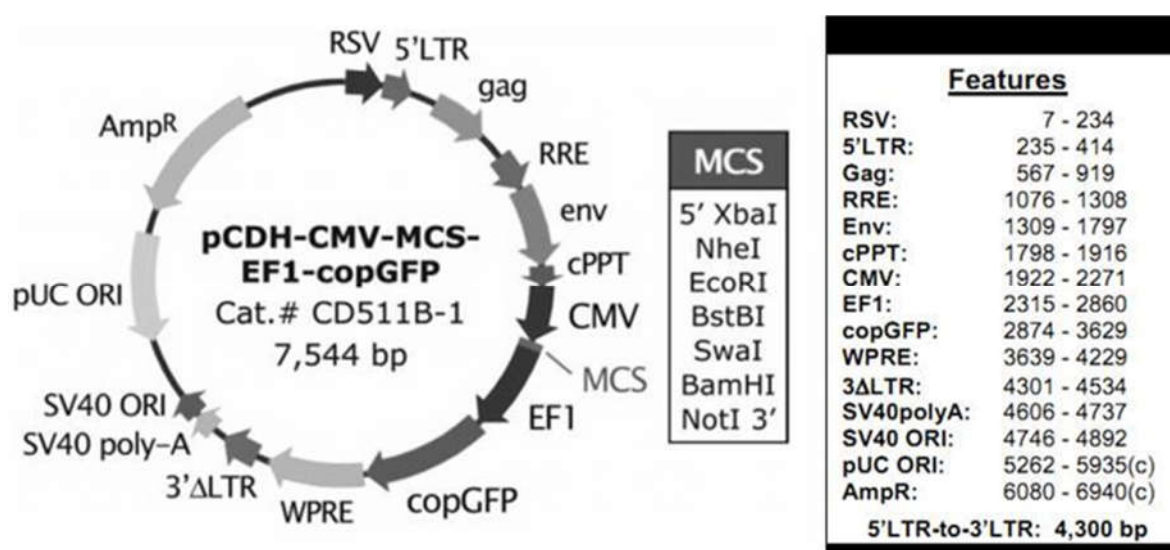 RSV
5'LTR
gag
RRE
env
cPPT
CMV
MCS
EF1
copGFP
WPRE
3'ΔLTR
SV40 poly-A
SV40 ORI
pUC ORI
AmpR
pCDH-CMV-MCS-
EF1-copGFP
Cat.# CD511B-1
7,544 bp
MCS
5' XbaI
NheI
EcoRI
BstBI
SwaI
BamHI
NotI 3'
Features
RSV: 7 - 234
5'LTR: 235 - 414
Gag: 567 - 919
RRE: 1076 - 1308
Env: 1309 - 1797
cPPT: 1798 - 1916
CMV: 1922 - 2271
EF1: 2315 - 2860
copGFP: 2874 - 3629
WPRE: 3639 - 4229
3ΔLTR: 4301 - 4534
SV40polyA: 4606 - 4737
SV40 ORI: 4746 - 4892
pUC ORI: 5262 - 5935(c)
AmpR: 6080 - 6940(c)
5'LTR-to-3'LTR: 4,300 bp